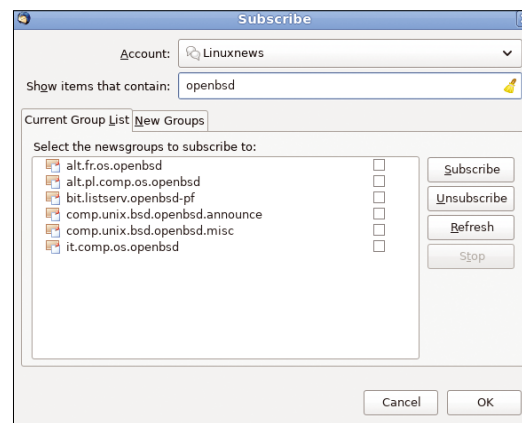 Subscribe
Account: Linuxnews
Show items that contain: openbsd
Current Group List New Groups
Select the newsgroups to subscribe to:
alt.fr.os.openbsd
alt.pl.comp.os.openbsd
bit.listserv.openbsd-pf
comp.unix.bsd.openbsd.announce
comp.unix.bsd.openbsd.misc
it.comp.os.openbsd
Subscribe
Unsubscribe
Refresh
Stop
Cancel OK